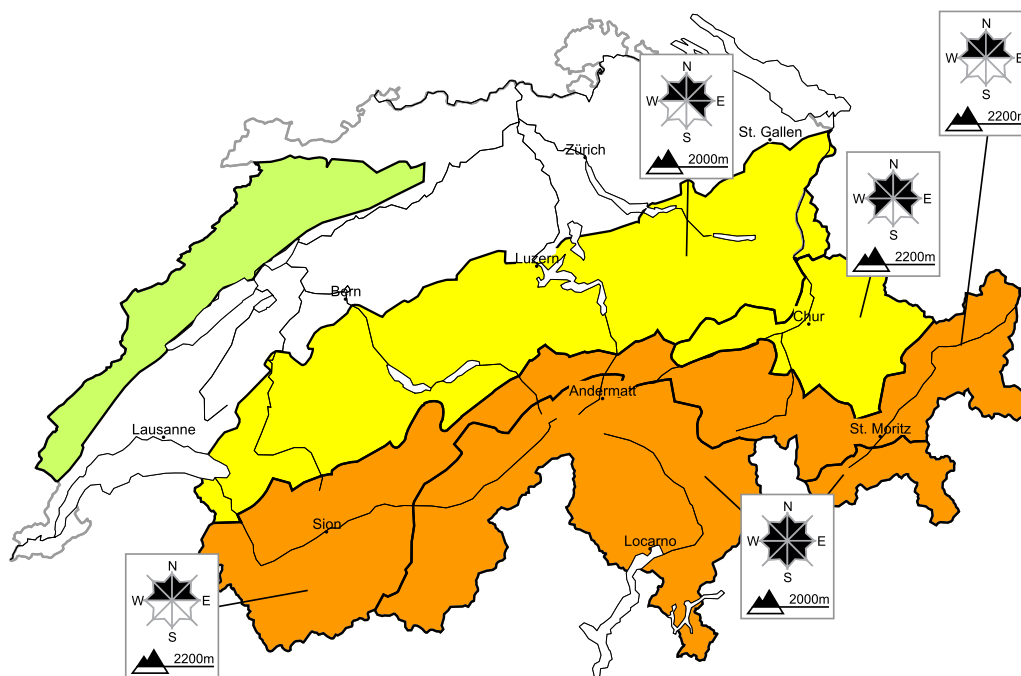 N
W E
S
2200m
N
W E
S
2000m
St. Gallen
Zürich
N
W E
S
2200m
Luzern
Bern
Chur
Andermatt
Lausanne
St. Moritz
Sion
Locarno
N
W E
S
2000m
N
W E
S
2200m